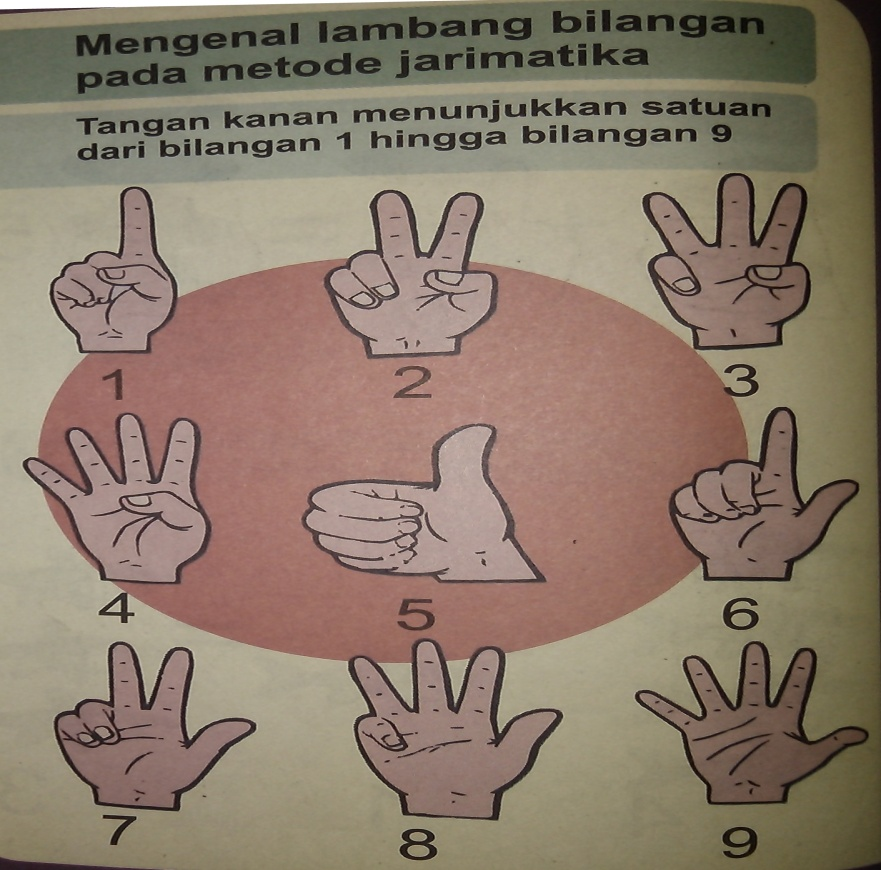 Mengenal lambang bilangan
pada metode jarimatika
Tangan kanan menunjukkan satuan
dari bilangan 1 hingga bilangan 9
1 2 3
4 5 6
7 8 9